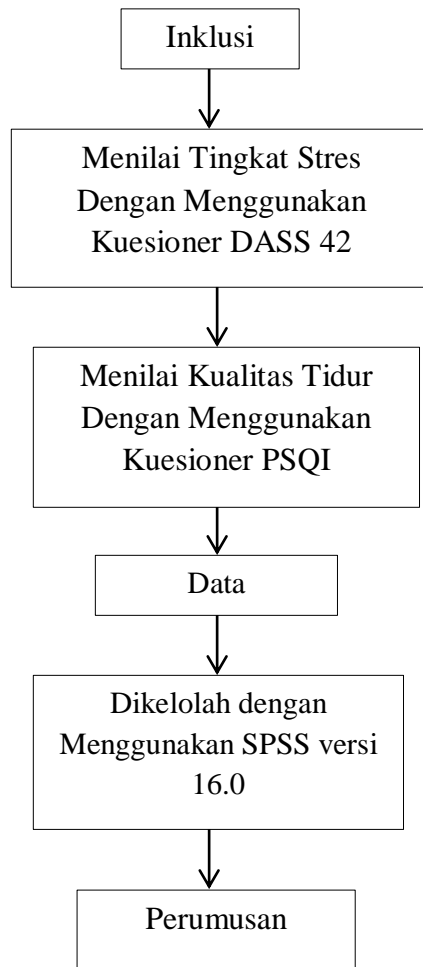 Inklusi
Menilai Tingkat Stres
Dengan Menggunakan
Kuesioner DASS 42
Menilai Kualitas Tidur
Dengan Menggunakan
Kuesioner PSQI
Data
Dikelolah dengan
Menggunakan SPSS versi
16.0
Perumusan